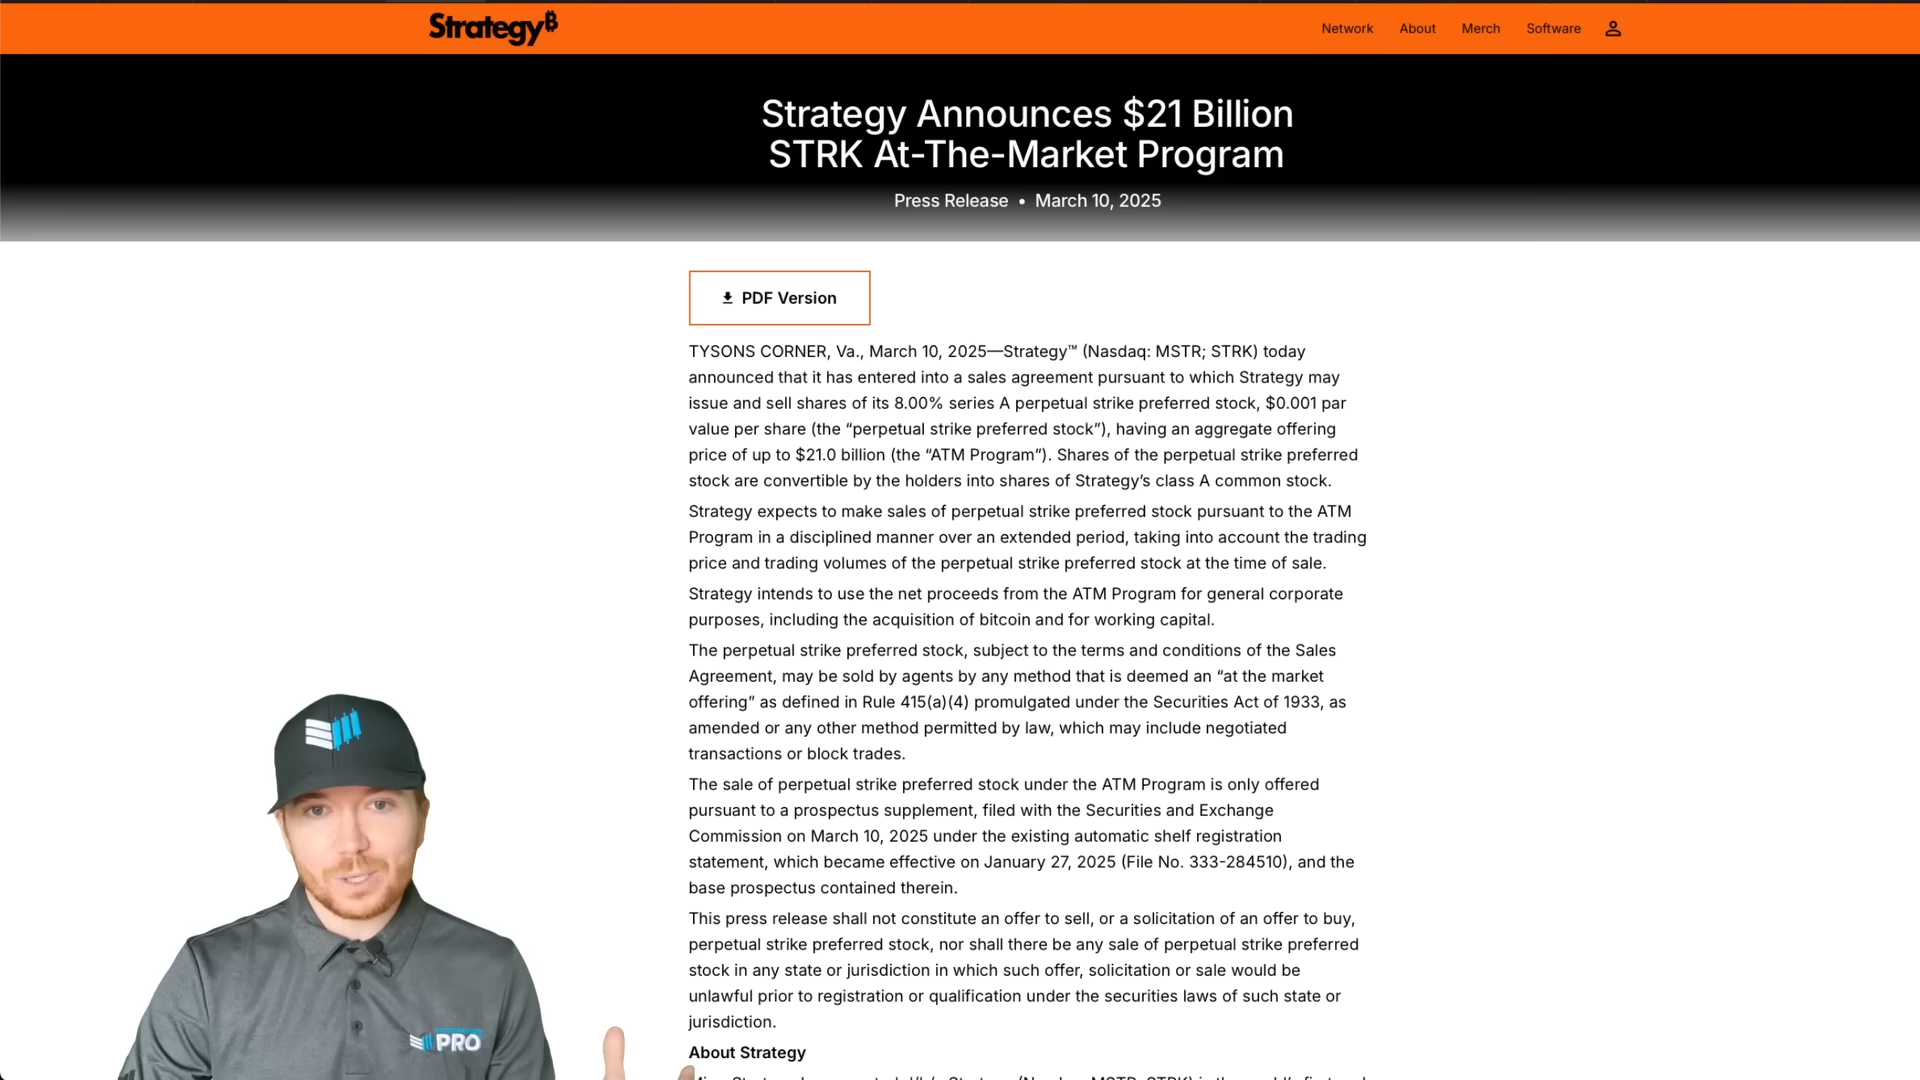 Strategy₿
Network About Merch Software
Strategy Announces $21 Billion
STRK At-The-Market Program
Press Release • March 10, 2025
PDF Version
TYSONS CORNER, Va., March 10, 2025—Strategy™ (Nasdaq: MSTR; STRK) today
announced that it has entered into a sales agreement pursuant to which Strategy may
issue and sell shares of its 8.00% series A perpetual strike preferred stock, $0.001 par
value per share (the “perpetual strike preferred stock”), having an aggregate offering
price of up to $21.0 billion (the “ATM Program”). Shares of the perpetual strike preferred
stock are convertible by the holders into shares of Strategy’s class A common stock.
Strategy expects to make sales of perpetual strike preferred stock pursuant to the ATM
Program in a disciplined manner over an extended period, taking into account the trading
price and trading volumes of the perpetual strike preferred stock at the time of sale.
Strategy intends to use the net proceeds from the ATM Program for general corporate
purposes, including the acquisition of bitcoin and for working capital.
The perpetual strike preferred stock, subject to the terms and conditions of the Sales
Agreement, may be sold by agents by any method that is deemed an “at the market
offering” as defined in Rule 415(a)(4) promulgated under the Securities Act of 1933, as
amended or any other method permitted by law, which may include negotiated
transactions or block trades.
The sale of perpetual strike preferred stock under the ATM Program is only offered
pursuant to a prospectus supplement, filed with the Securities and Exchange
Commission on March 10, 2025 under the existing automatic shelf registration
statement, which became effective on January 27, 2025 (File No. 333-284510), and the
base prospectus contained therein.
This press release shall not constitute an offer to sell, or a solicitation of an offer to buy,
perpetual strike preferred stock, nor shall there be any sale of perpetual strike preferred
stock in any state or jurisdiction in which such offer, solicitation or sale would be
unlawful prior to registration or qualification under the securities laws of such state or
jurisdiction.
About Strategy
PRO